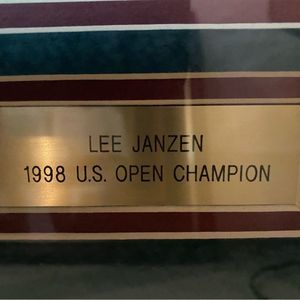 LEE JANZEN
1998 U.S. OPEN CHAMPION